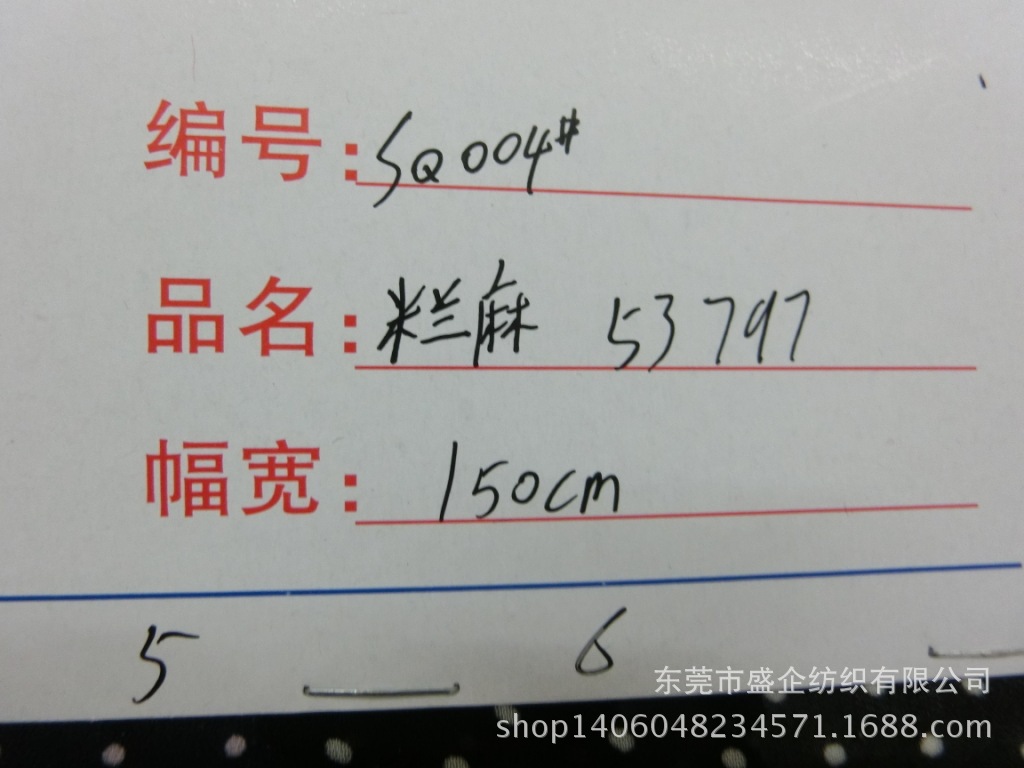 编号:SQ004#
品名:粩麻 53797
幅宽:150cm
5 6
东莞市盛企纺织有限公司
shop1406048234571.1688.com